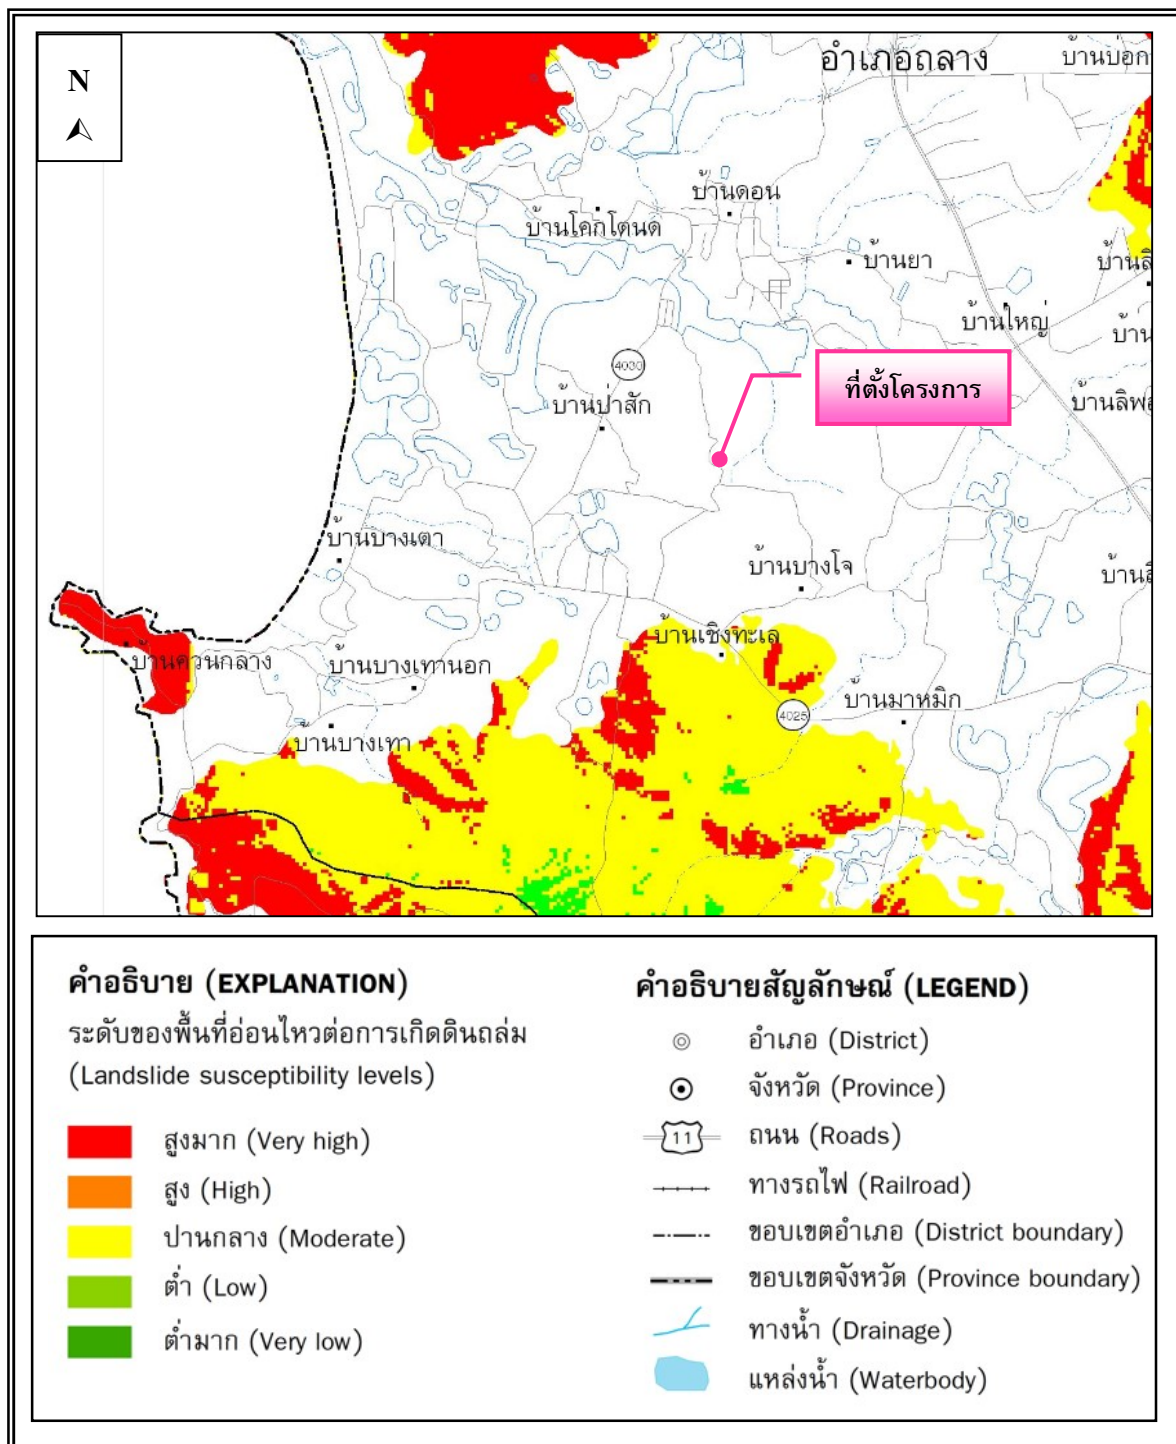 N
อำเภอถลาง
บ้านดอน
บ้านโคกโตนด
บ้านยา
บ้านใหญ่
4030
บ้านป่าสัก
ที่ตั้งโครงการ
บ้านบางเตา
บ้านบางโจ
บ้านเชิงทะเล
บ้านควนกลาง
บ้านบางเทานอก
บ้านมาหมิก
4025
บ้านบางเทา
คำอธิบาย (EXPLANATION)
ระดับของพื้นที่อ่อนไหวต่อการเกิดดินถล่ม
(Landslide susceptibility levels)
สูงมาก (Very high)
สูง (High)
ปานกลาง (Moderate)
ต่ำ (Low)
ต่ำมาก (Very low)
คำอธิบายสัญลักษณ์ (LEGEND)
อำเภอ (District)
จังหวัด (Province)
11 ถนน (Roads)
ทางรถไฟ (Railroad)
ขอบเขตอำเภอ (District boundary)
ขอบเขตจังหวัด (Province boundary)
ทางน้ำ (Drainage)
แหล่งน้ำ (Waterbody)